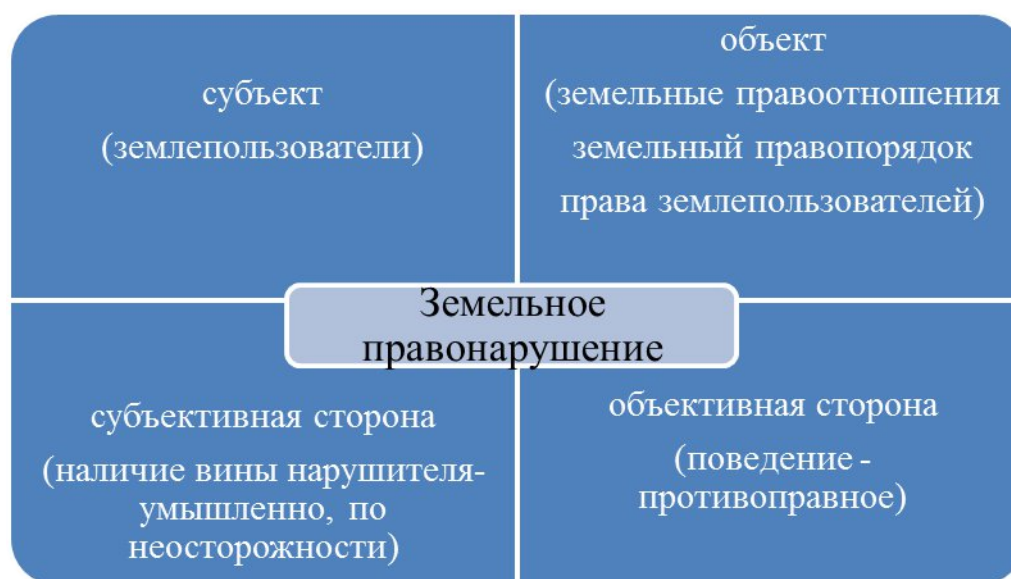 субъект
(землепользователи)
объект
(земельные правоотношения
земельный правопорядок
права землепользователей)
Земельное
правонарушение
субъективная сторона
(наличие вины нарушителя-
умышленно, по
неосторожности)
объективная сторона
(поведение -
противоправное)